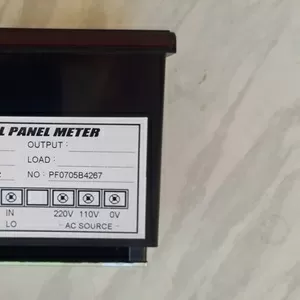 L PANEL METER
OUTPUT :
LOAD :
NO : PF0705B4267
IN 220V 110V 0V
LO AC SOURCE